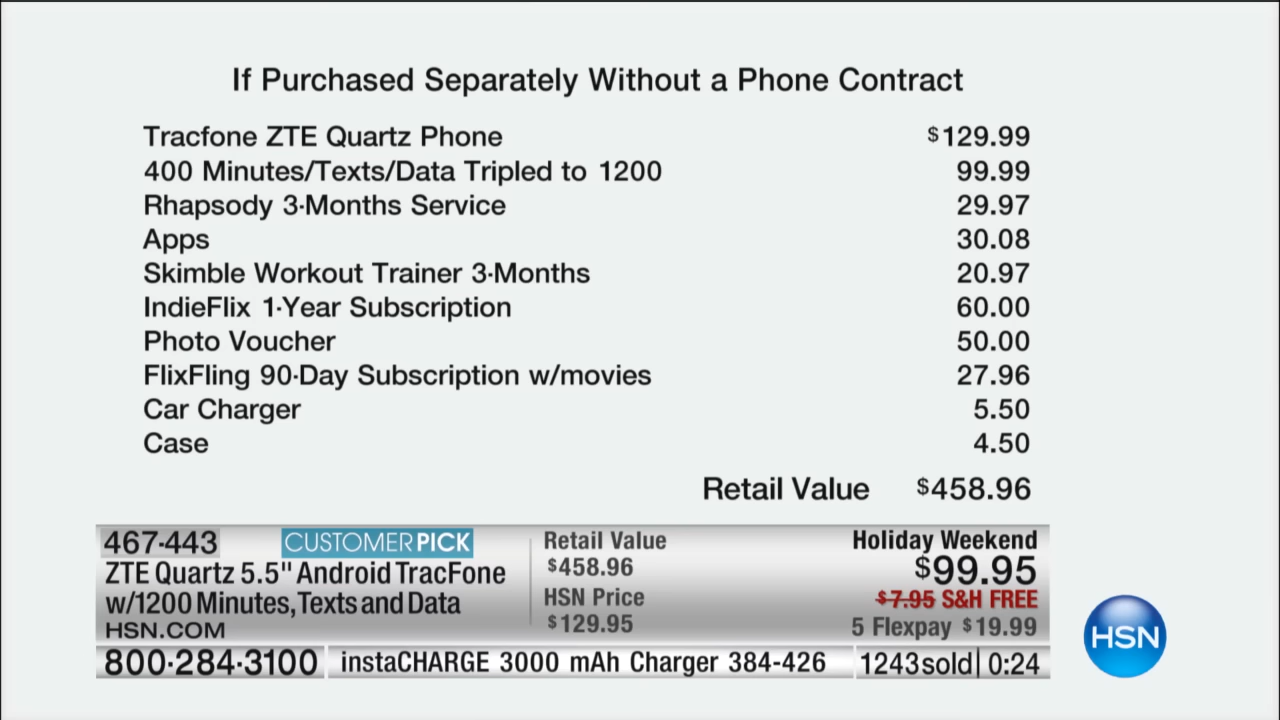 If Purchased Separately Without a Phone Contract
Tracfone ZTE Quartz Phone $129.99
400 Minutes/Texts/Data Tripled to 1200 99.99
Rhapsody 3-Months Service 29.97
Apps 30.08
Skimble Workout Trainer 3-Months 20.97
IndieFlix 1-Year Subscription 60.00
Photo Voucher 50.00
FlixFling 90-Day Subscription w/movies 27.96
Car Charger 5.50
Case 4.50
Retail Value $458.96
467-443 CUSTOMER PICK
ZTE Quartz 5.5" Android TracFone
w/1200 Minutes, Texts and Data
HSN.COM
Retail Value
$458.96
HSN Price
$129.95
Holiday Weekend
$99.95
$7.95 S&H FREE
5 Flexpay $19.99
HSN
800-284-3100 instaCHARGE 3000 mAh Charger 384-426 1243 sold | 0:24